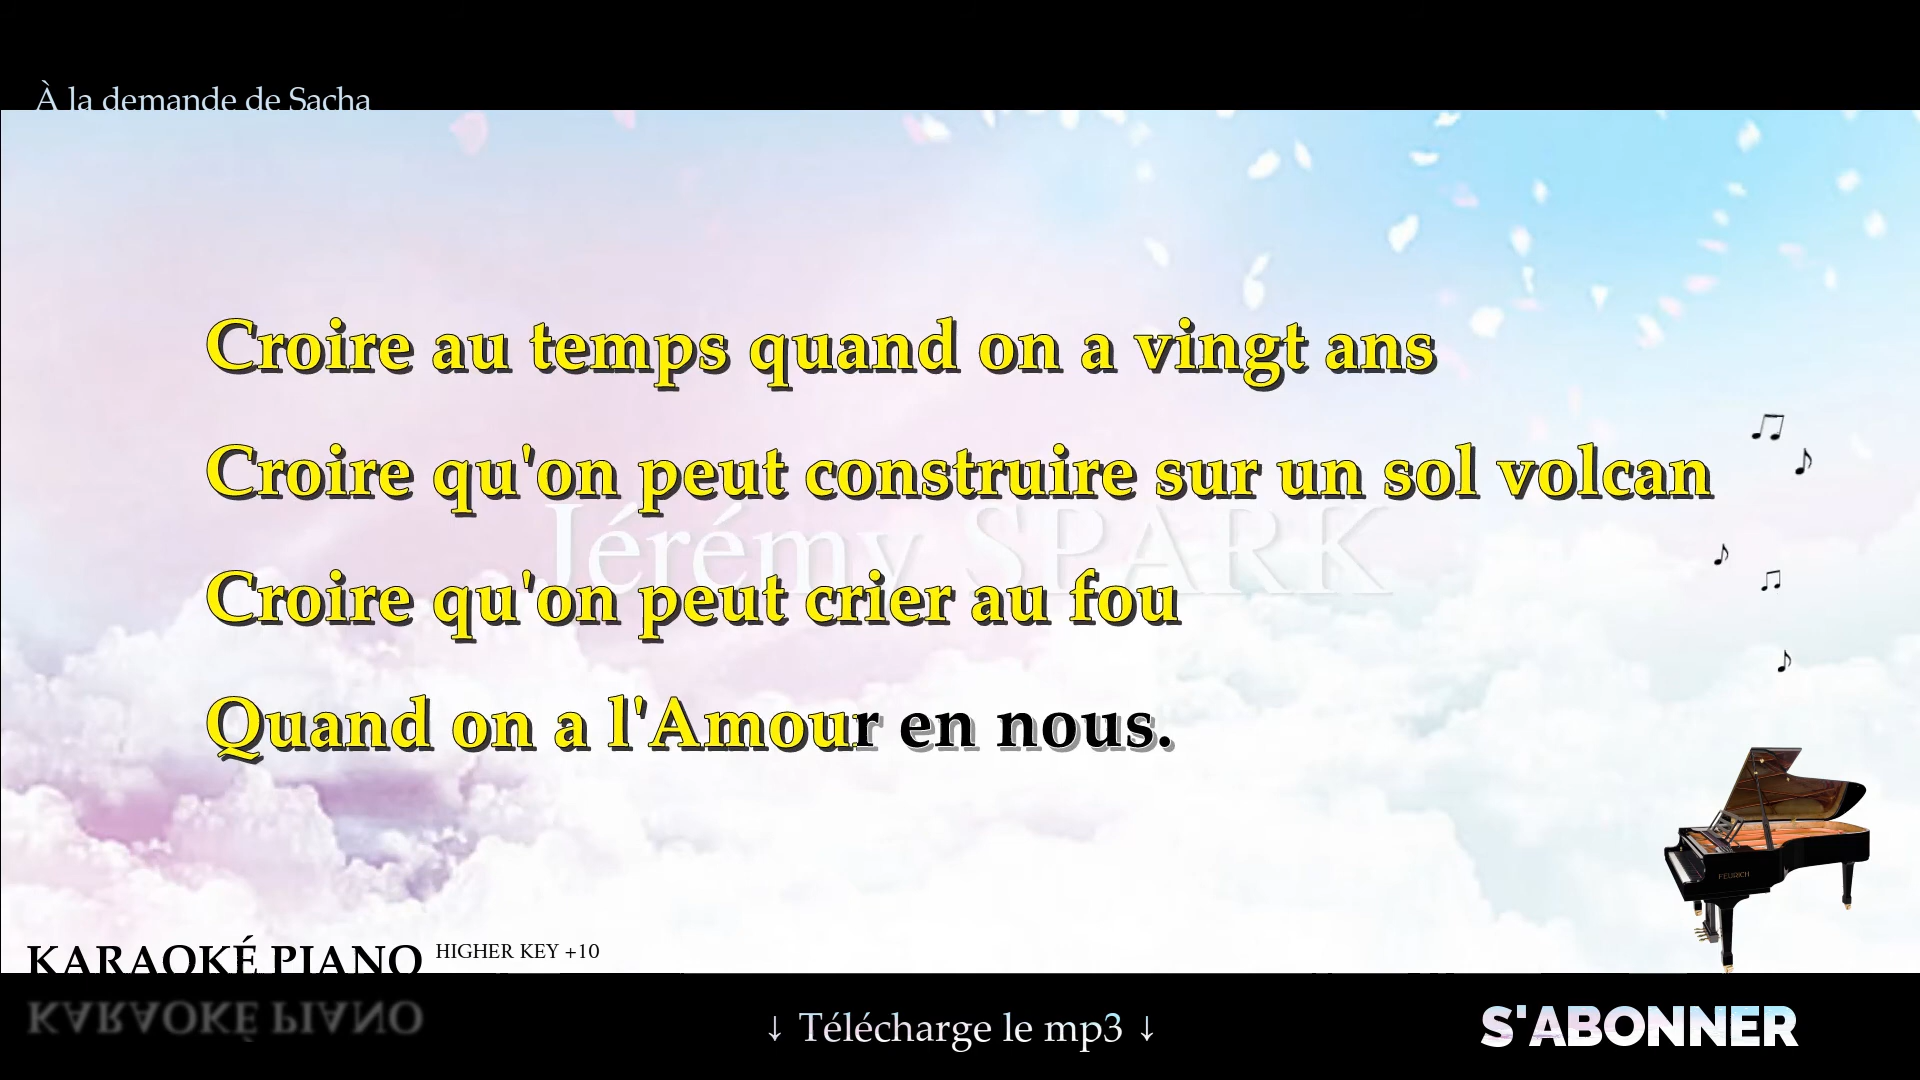 À la demande de Sacha
Croire au temps quand on a vingt ans
Croire qu'on peut construire sur un sol volcan
Jérémy SPARK
Croire qu'on peut crier au fou
Quand on a l'Amour en nous.
FEURICH
KARAOKÉ PIANO HIGHER KEY +10
KARAOKÉ PIANO
↓ Télécharge le mp3 ↓
S'ABONNER